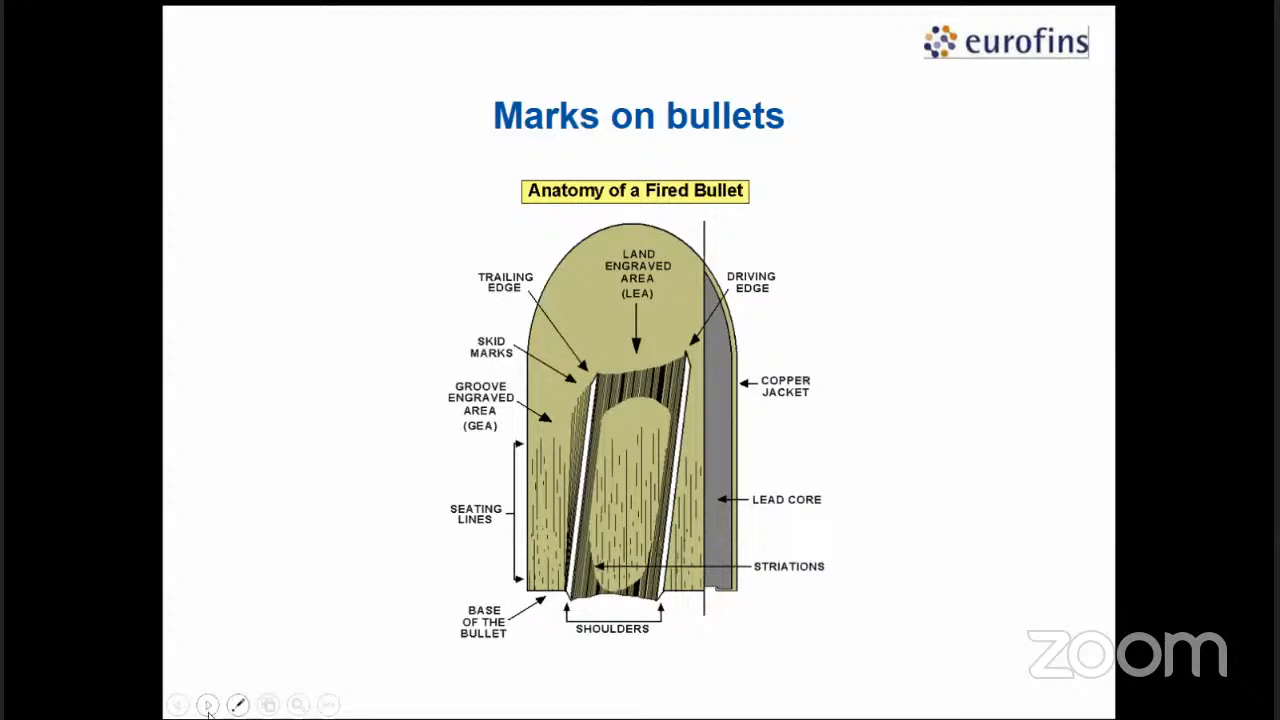 eurofins
Marks on bullets
Anatomy of a Fired Bullet
LAND
ENGRAVED
AREA
(LEA)
TRAILING
EDGE
DRIVING
EDGE
SKID
MARKS
GROOVE
ENGRAVED
AREA
(GEA)
COPPER
JACKET
SEATING
LINES
LEAD CORE
STRIATIONS
BASE
OF THE
BULLET
SHOULDERS
zoom